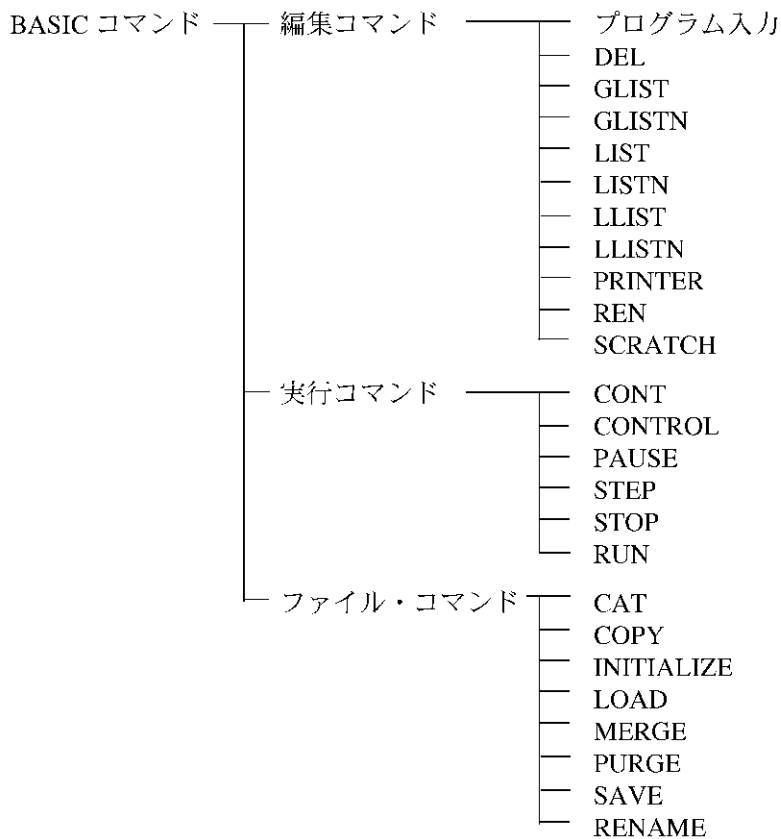 BASIC コマンド 編集コマンド プログラム入力
DEL
GLIST
GLISTN
LIST
LISTN
LLIST
LLISTN
PRINTER
REN
SCRATCH
実行コマンド CONT
CONTROL
PAUSE
STEP
STOP
RUN
ファイル・コマンド CAT
COPY
INITIALIZE
LOAD
MERGE
PURGE
SAVE
RENAME